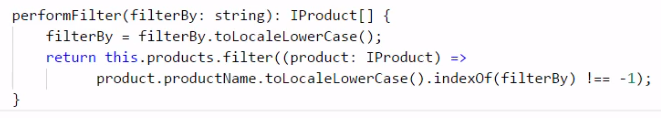 performFilter(filterBy: string): IProduct[] {
    filterBy = filterBy.toLocaleLowerCase();
    return this.products.filter((product: IProduct) =>
          product.productName.toLocaleLowerCase().indexOf(filterBy) !== -1);
}